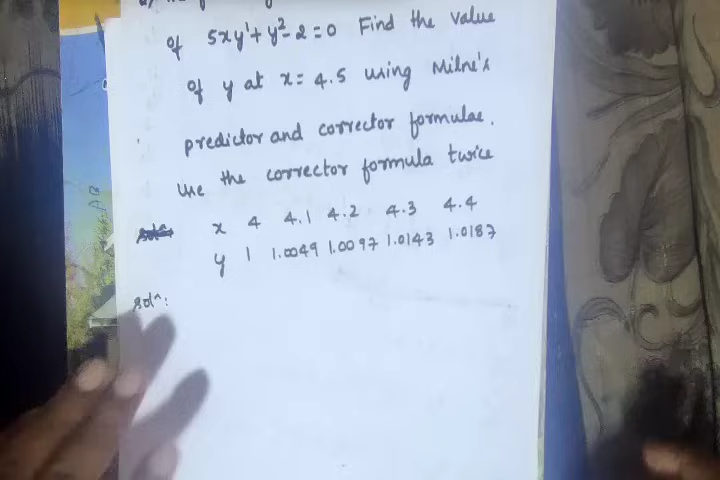 of 5xy'+y²-2=0 Find the value
of y at x= 4.5 using Milne's
predictor and corrector formulae.
use the corrector formula twice
x 4 4.1 4.2 4.3 4.4
y 1 1.0049 1.0097 1.0143 1.0187
solⁿ: